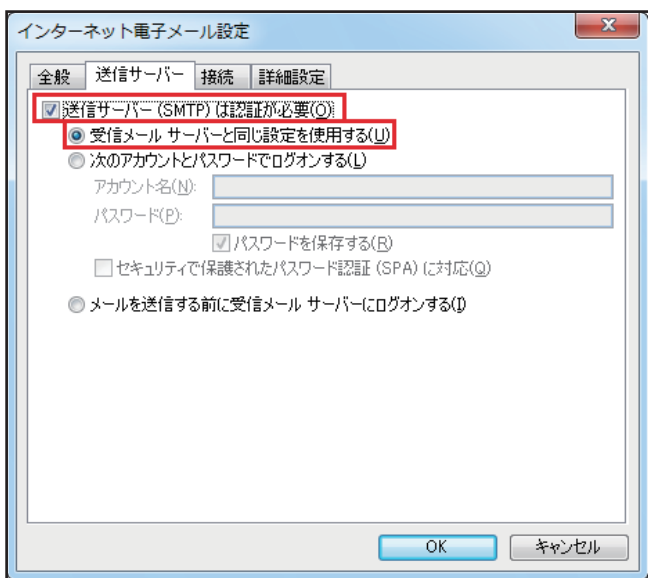 インターネット電子メール設定
全般 送信サーバー 接続 詳細設定
送信サーバー (SMTP) は認証が必要(O)
受信メール サーバーと同じ設定を使用する(U)
次のアカウントとパスワードでログオンする(L)
アカウント名(N):
パスワード(P):
パスワードを保存する(R)
セキュリティで保護されたパスワード認証 (SPA) に対応(Q)
メールを送信する前に受信メール サーバーにログオンする(I)
OK キャンセル